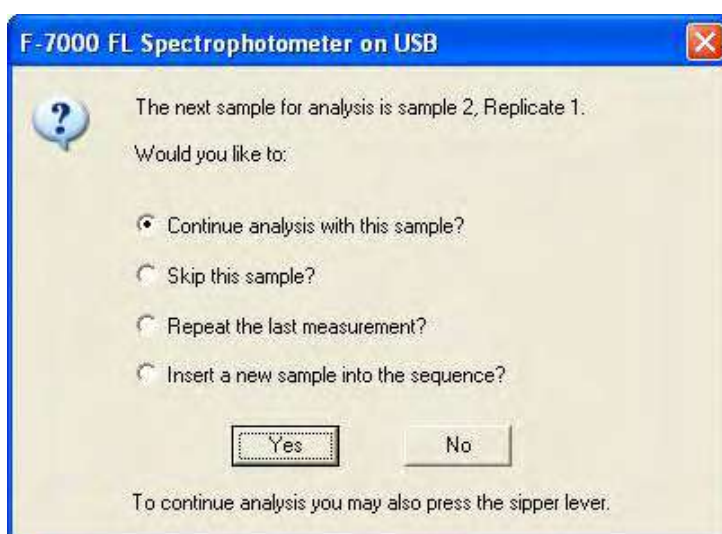 F-7000 FL Spectrophotometer on USB
The next sample for analysis is sample 2, Replicate 1.
Would you like to:
Continue analysis with this sample?
Skip this sample?
Repeat the last measurement?
Insert a new sample into the sequence?
Yes
No
To continue analysis you may also press the sipper lever.